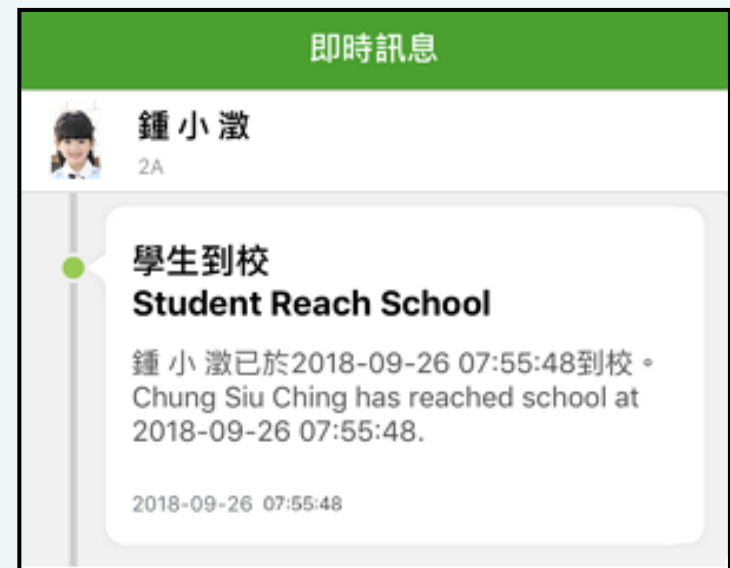 即時訊息
鍾 小 澂
2A
學生到校
Student Reach School
鍾 小 澂已於2018-09-26 07:55:48到校。
Chung Siu Ching has reached school at
2018-09-26 07:55:48.
2018-09-26 07:55:48